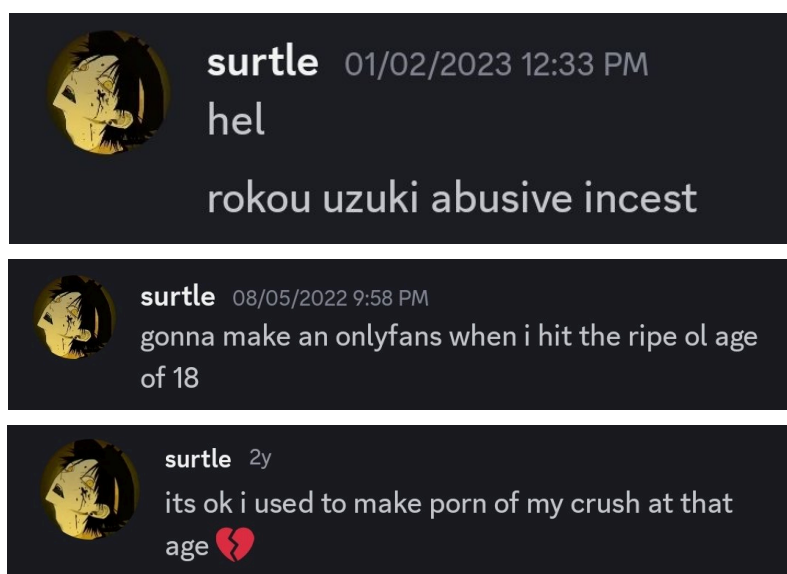 surtle 01/02/2023 12:33 PM
hel
rokou uzuki abusive incest
surtle 08/05/2022 9:58 PM
gonna make an onlyfans when i hit the ripe ol age
of 18
surtle 2y
its ok i used to make porn of my crush at that
age 💔